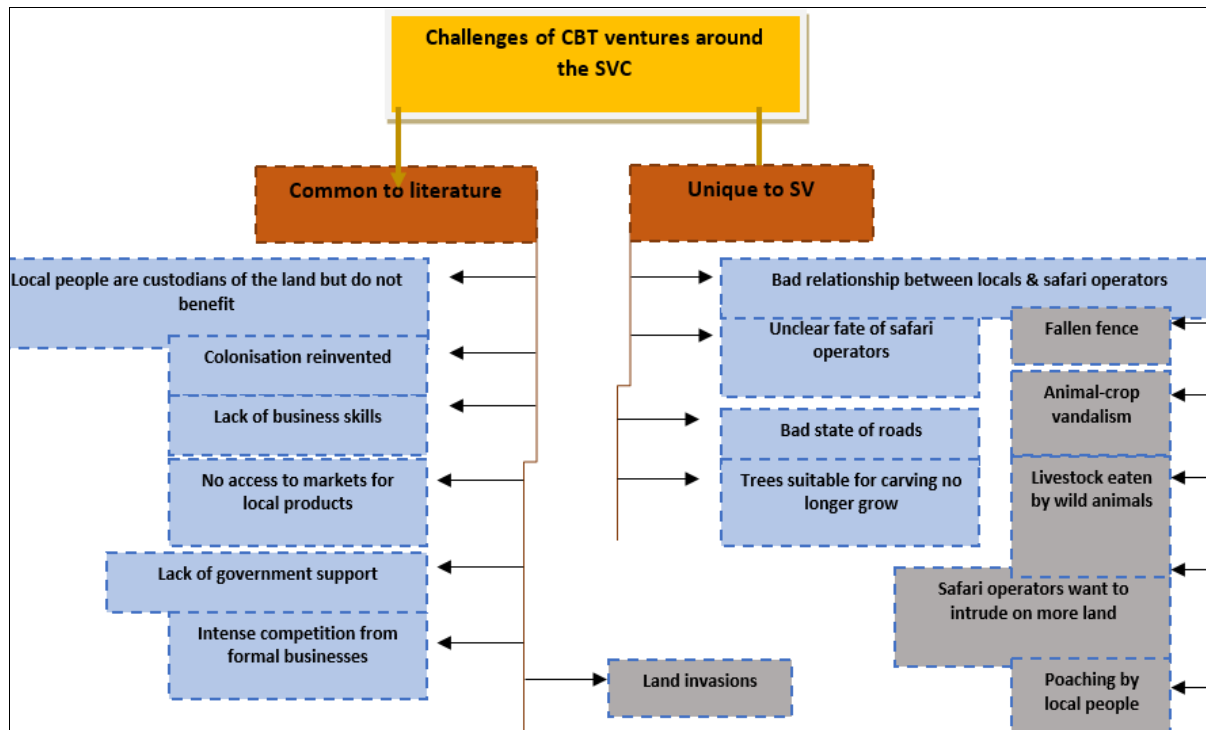 Challenges of CBT ventures around
the SVC
Common to literature
Unique to SV
Local people are custodians of the land but do not
benefit
Colonisation reinvented
Lack of business skills
No access to markets for
local products
Lack of government support
Intense competition from
formal businesses
Land invasions
Bad relationship between locals & safari operators
Unclear fate of safari
operators
Bad state of roads
Trees suitable for carving no
longer grow
Fallen fence
Animal-crop
vandalism
Livestock eaten
by wild animals
Safari operators want to
intrude on more land
Poaching by
local people